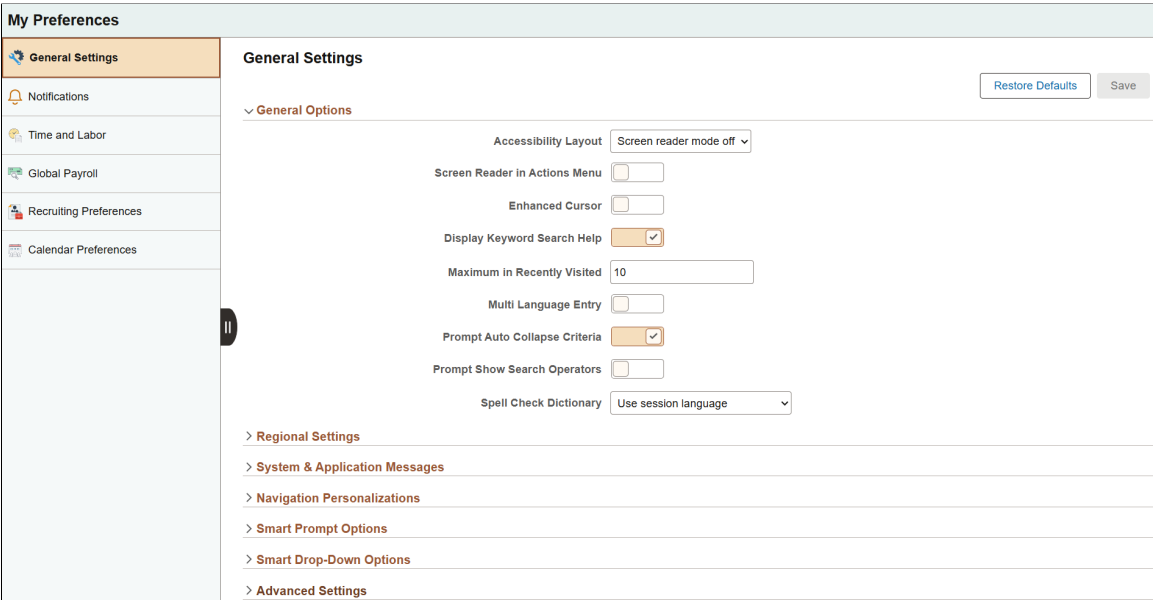 My Preferences
General Settings
Notifications
Time and Labor
Global Payroll
Recruiting Preferences
Calendar Preferences
General Settings
Restore Defaults Save
General Options
Accessibility Layout Screen reader mode off
Screen Reader in Actions Menu
Enhanced Cursor
Display Keyword Search Help
Maximum in Recently Visited 10
Multi Language Entry
Prompt Auto Collapse Criteria
Prompt Show Search Operators
Spell Check Dictionary Use session language
Regional Settings
System & Application Messages
Navigation Personalizations
Smart Prompt Options
Smart Drop-Down Options
Advanced Settings